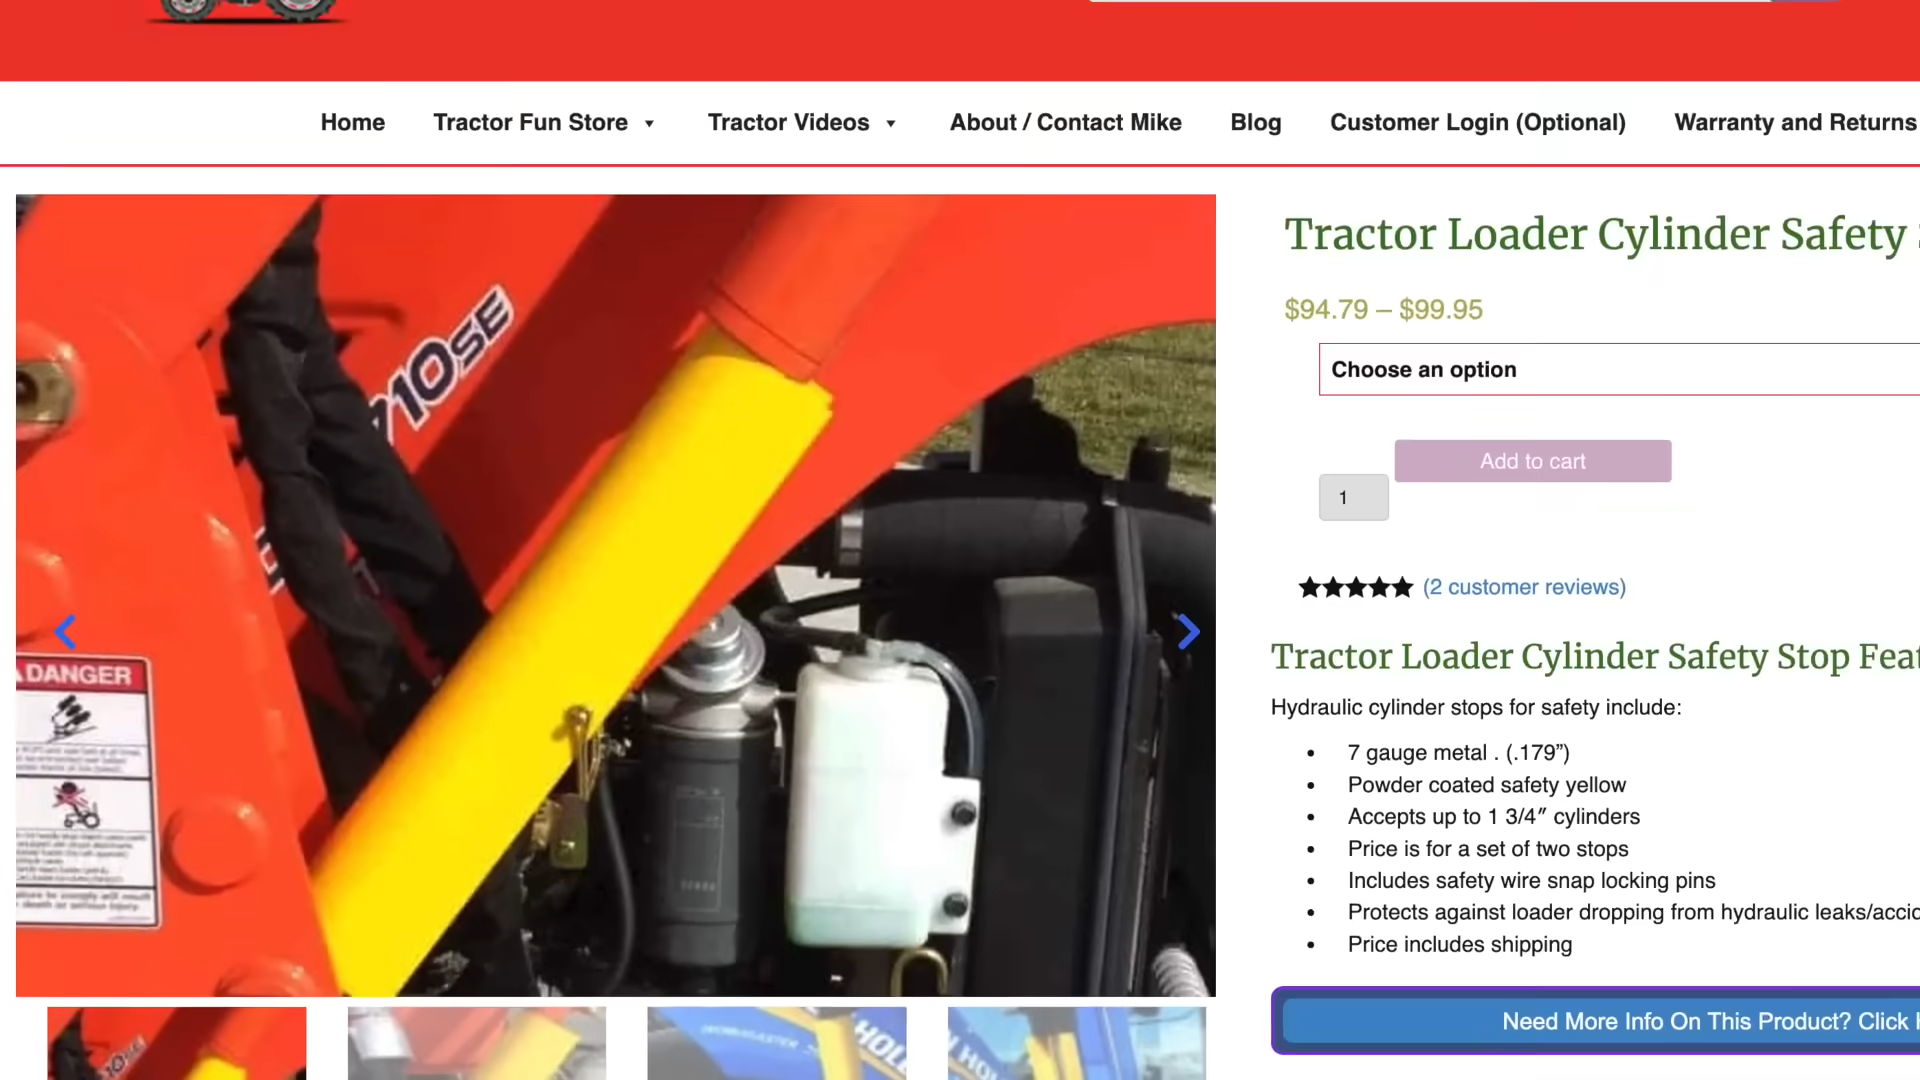 Home
Tractor Fun Store
Tractor Videos
About / Contact Mike
Blog
Customer Login (Optional)
Warranty and Returns
Tractor Loader Cylinder Safety
$94.79 – $99.95
Choose an option
Add to cart
1
(2 customer reviews)
Tractor Loader Cylinder Safety Stop Feat
Hydraulic cylinder stops for safety include:
• 7 gauge metal . (.179”)
• Powder coated safety yellow
• Accepts up to 1 3/4″ cylinders
• Price is for a set of two stops
• Includes safety wire snap locking pins
• Protects against loader dropping from hydraulic leaks/accid
• Price includes shipping
Need More Info On This Product? Click
10SE
DANGER